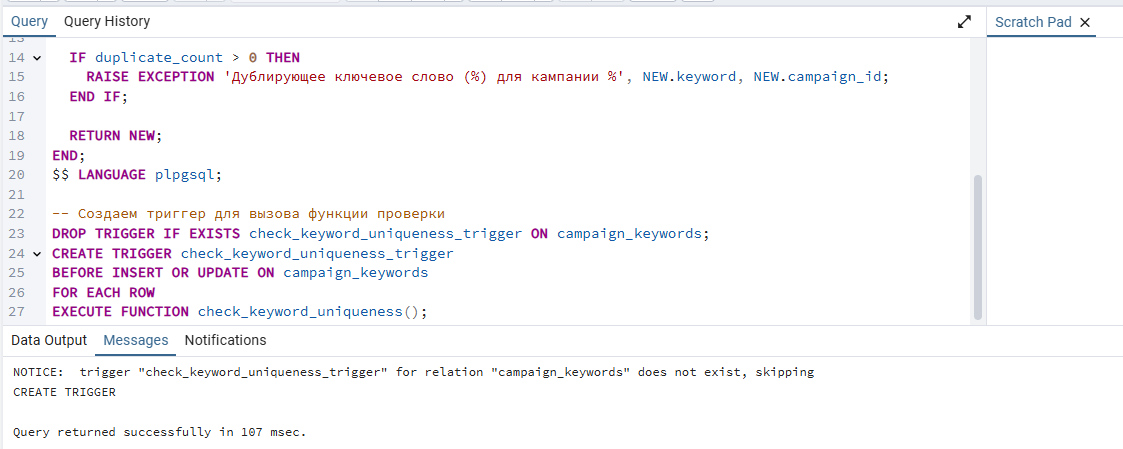 Query Query History
Scratch Pad
13
14 IF duplicate_count > 0 THEN
15 RAISE EXCEPTION 'Дублирующее ключевое слово (%) для кампании %', NEW.keyword, NEW.campaign_id;
16 END IF;
17
18 RETURN NEW;
19 END;
20 $$ LANGUAGE plpgsql;
21
22 -- Создаем триггер для вызова функции проверки
23 DROP TRIGGER IF EXISTS check_keyword_uniqueness_trigger ON campaign_keywords;
24 CREATE TRIGGER check_keyword_uniqueness_trigger
25 BEFORE INSERT OR UPDATE ON campaign_keywords
26 FOR EACH ROW
27 EXECUTE FUNCTION check_keyword_uniqueness();
Data Output Messages Notifications
NOTICE:  trigger "check_keyword_uniqueness_trigger" for relation "campaign_keywords" does not exist, skipping
CREATE TRIGGER
Query returned successfully in 107 msec.